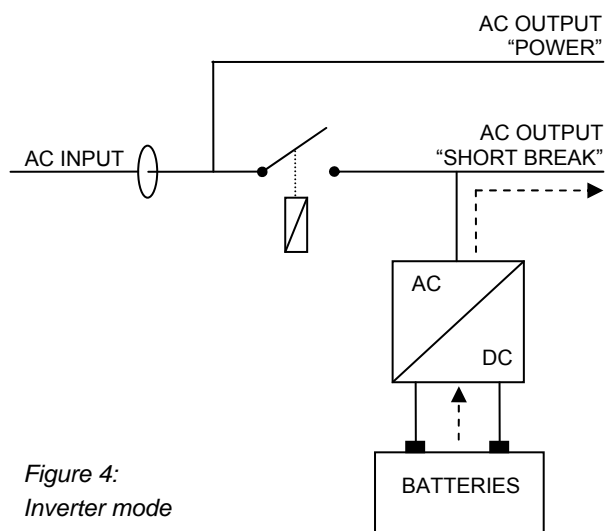 AC OUTPUT
“POWER”
AC INPUT
AC OUTPUT
“SHORT BREAK”
AC
DC
BATTERIES
Figure 4:
Inverter mode